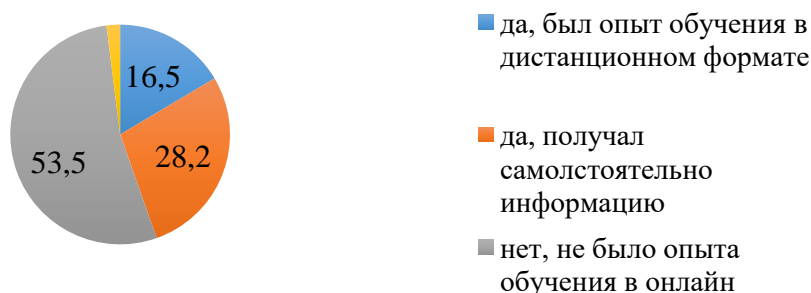 16,5
28,2
53,5
да, был опыт обучения в
дистанционном формате
да, получал
самолстоятельно
информацию
нет, не было опыта
обучения в онлайн